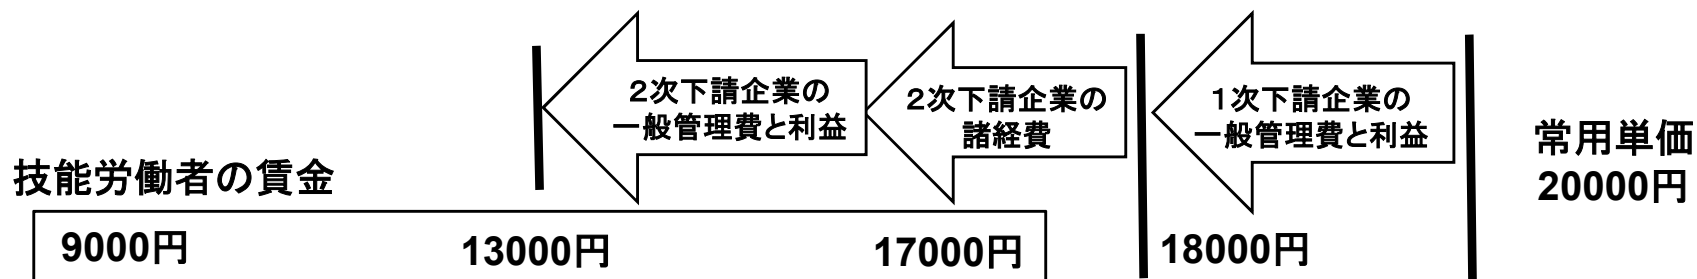 2次下請企業の
一般管理費と利益
2次下請企業の
諸経費
1次下請企業の
一般管理費と利益
常用単価
20000円
技能労働者の賃金
9000円
13000円
17000円
18000円